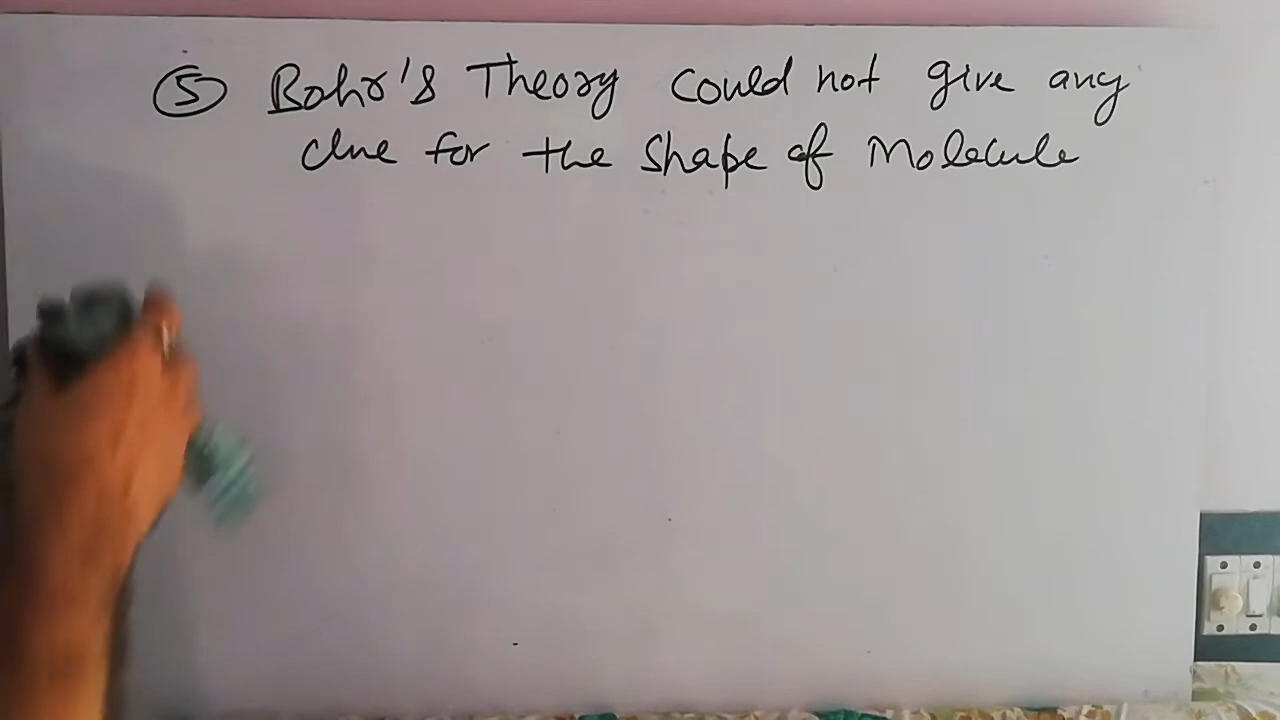 ⑤ Bohr's Theory could not give any
clue for the shape of Molecule